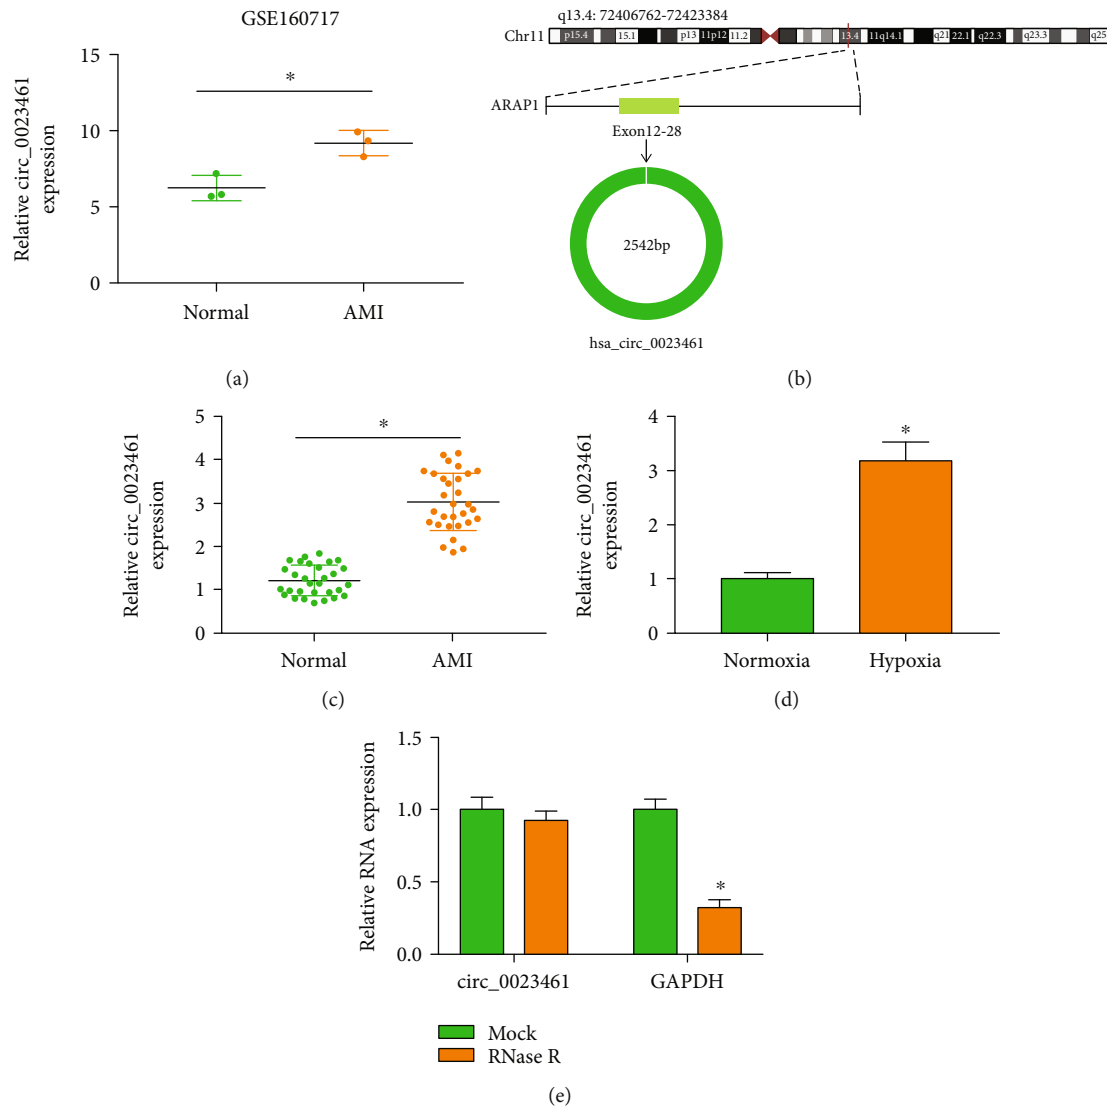 GSE160717
Relative circ_0023461
expression
15
10
5
0
*
Normal
AMI
(a)
q13.4: 72406762-72423384
Chr11
p15.4
15.1
p13
11p12
11.2
13.4
11q14.1
q21
22.1
q22.3
q23.3
q25
ARAP1
Exon12-28
2542bp
hsa_circ_0023461
(b)
Relative circ_0023461
expression
5
4
3
2
1
0
*
Normal
AMI
(c)
Relative circ_0023461
expression
4
3
2
1
0
*
Normoxia
Hypoxia
(d)
Relative RNA expression
1.5
1.0
0.5
0.0
*
circ_0023461
GAPDH
Mock
RNase R
(e)